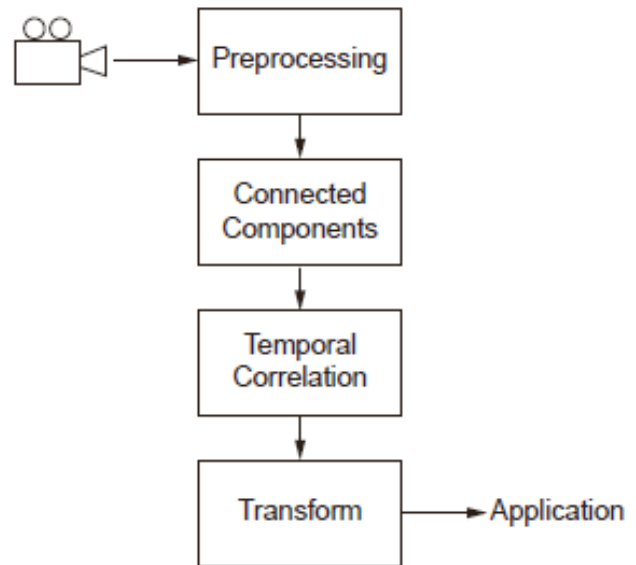 Preprocessing
Connected
Components
Temporal
Correlation
Transform
Application